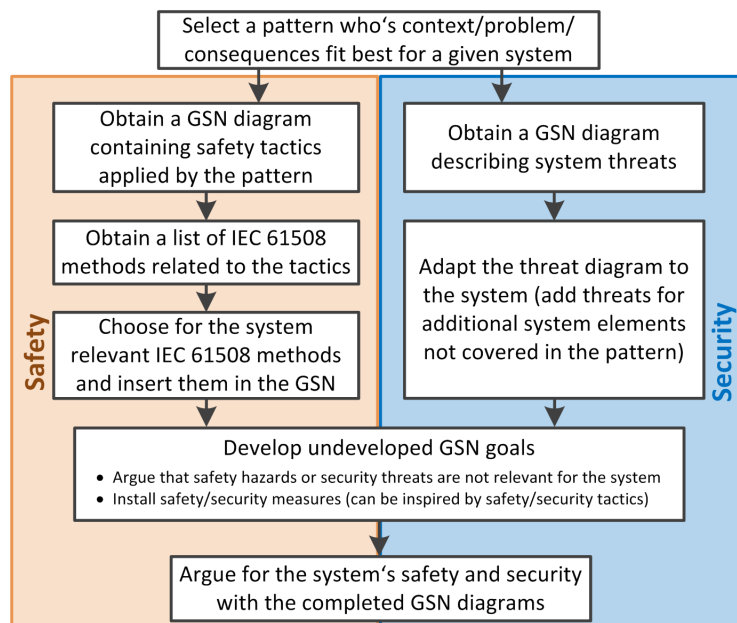 Select a pattern who's context/problem/
consequences fit best for a given system
Obtain a GSN diagram
containing safety tactics
applied by the pattern
Obtain a list of IEC 61508
methods related to the tactics
Choose for the system
relevant IEC 61508 methods
and insert them in the GSN
Safety
Obtain a GSN diagram
describing system threats
Adapt the threat diagram to
the system (add threats for
additional system elements
not covered in the pattern)
Security
Develop undeveloped GSN goals
• Argue that safety hazards or security threats are not relevant for the system
• Install safety/security measures (can be inspired by safety/security tactics)
Argue for the system‘s safety and security
with the completed GSN diagrams